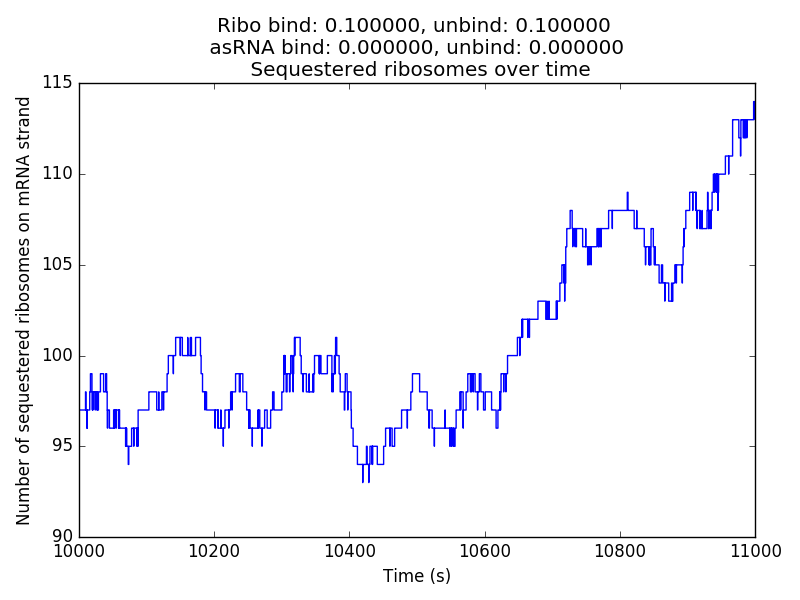 Ribo bind: 0.100000, unbind: 0.100000
asRNA bind: 0.000000, unbind: 0.000000
Sequestered ribosomes over time
Number of sequestered ribosomes on mRNA strand
115
110
105
100
95
90
10000
10200
10400
10600
10800
11000
Time (s)